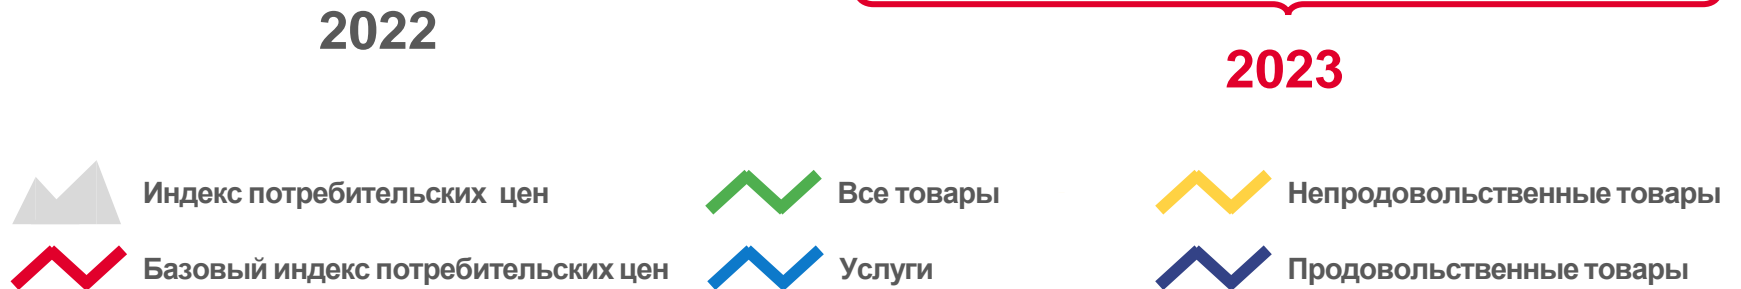 2022
2023
Индекс потребительских цен
Все товары
Непродовольственные товары
Базовый индекс потребительских цен
Услуги
Продовольственные товары